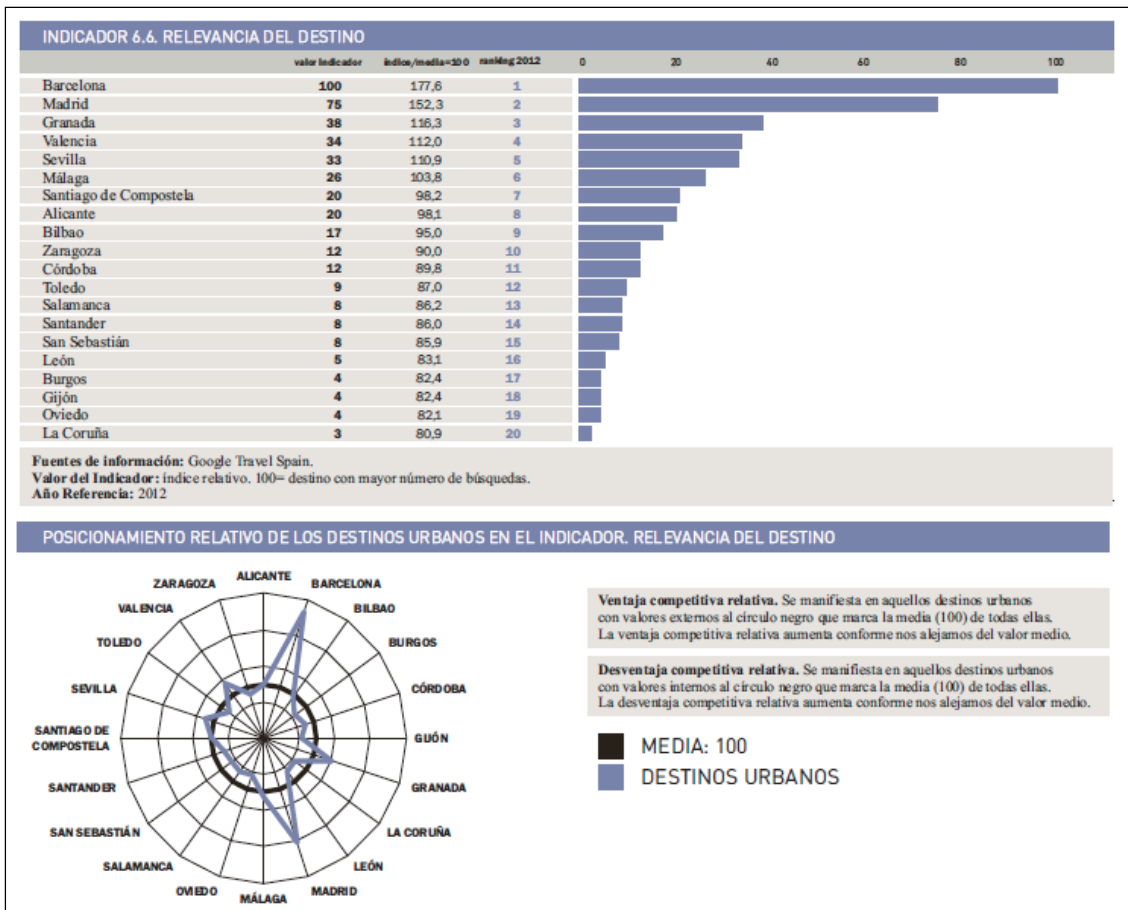 INDICADOR 6.6. RELEVANCIA DEL DESTINO
valor indicador índice/media=100 ranking 2012 0 20 40 60 80 100
Barcelona 100 177,6 1
Madrid 75 152,3 2
Granada 38 116,3 3
Valencia 34 112,0 4
Sevilla 33 110,9 5
Málaga 26 103,8 6
Santiago de Compostela 20 98,2 7
Alicante 20 98,1 8
Bilbao 17 95,0 9
Zaragoza 12 90,0 10
Córdoba 12 89,8 11
Toledo 9 87,0 12
Salamanca 8 86,2 13
Santander 8 86,0 14
San Sebastián 8 85,9 15
León 5 83,1 16
Burgos 4 82,4 17
Gijón 4 82,4 18
Oviedo 4 82,1 19
La Coruña 3 80,9 20
Fuentes de información: Google Travel Spain.
Valor del Indicador: índice relativo. 100= destino con mayor número de búsquedas.
Año Referencia: 2012
POSICIONAMIENTO RELATIVO DE LOS DESTINOS URBANOS EN EL INDICADOR. RELEVANCIA DEL DESTINO
ALICANTE
BARCELONA
BILBAO
BURGOS
CÓRDOBA
GIJÓN
GRANADA
LA CORUÑA
LEÓN
MADRID
MÁLAGA
OVIEDO
SALAMANCA
SAN SEBASTIÁN
SANTANDER
SANTIAGO DE
COMPOSTELA
SEVILLA
TOLEDO
VALENCIA
ZARAGOZA
Ventaja competitiva relativa. Se manifiesta en aquellos destinos urbanos
con valores externos al círculo negro que marca la media (100) de todas ellas.
La ventaja competitiva relativa aumenta conforme nos alejamos del valor medio.
Desventaja competitiva relativa. Se manifiesta en aquellos destinos urbanos
con valores internos al círculo negro que marca la media (100) de todas ellas.
La desventaja competitiva relativa aumenta conforme nos alejamos del valor medio.
MEDIA: 100
DESTINOS URBANOS